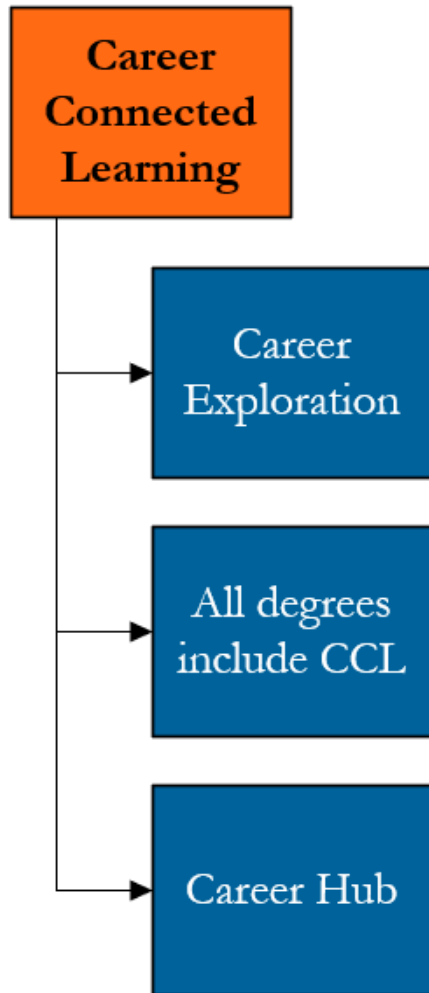 Career
Connected
Learning
Career
Exploration
All degrees
include CCL
Career Hub